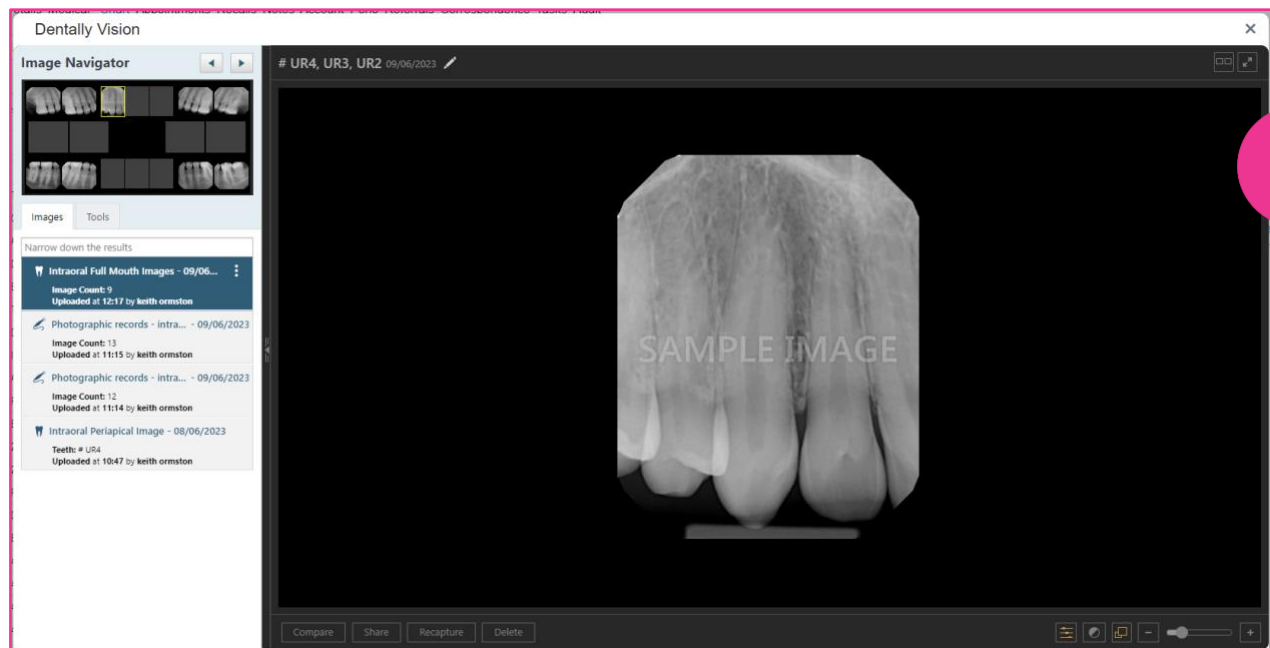 Dentally Vision
Image Navigator
# UR4, UR3, UR2 09/06/2023
Images Tools
Narrow down the results
Intraoral Full Mouth Images - 09/06...
Image Count: 9
Uploaded at 12:17 by keith ormston
Photographic records - intra... - 09/06/2023
Image Count: 13
Uploaded at 11:15 by keith ormston
Photographic records - intra... - 09/06/2023
Image Count: 12
Uploaded at 11:14 by keith ormston
Intraoral Periapical Image - 08/06/2023
Teeth: # UR4
Uploaded at 10:47 by keith ormston
SAMPLE IMAGE
Compare Share Recapture Delete